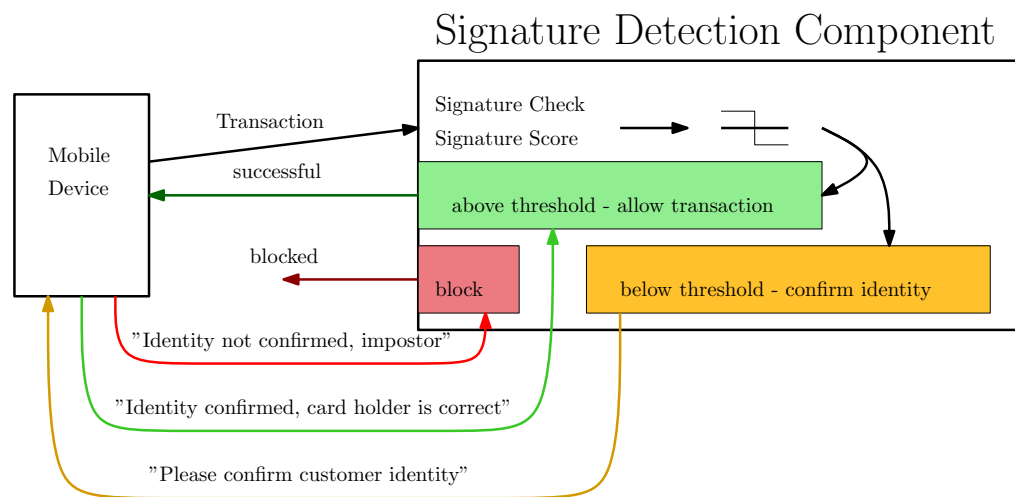 Signature Detection Component
Signature Check
Signature Score
Transaction
Mobile
Device
successful
above threshold - allow transaction
blocked
block
below threshold - confirm identity
"Identity not confirmed, impostor"
"Identity confirmed, card holder is correct"
"Please confirm customer identity"